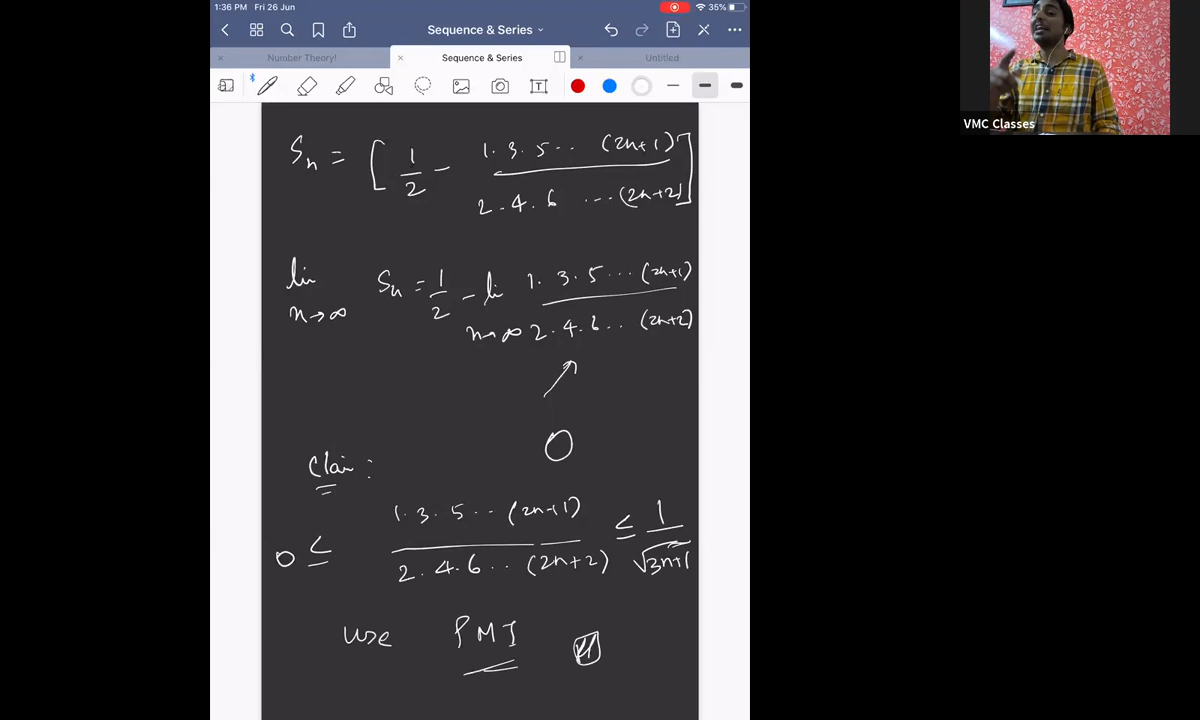 1:36 PM Fri 26 Jun 35%
Sequence & Series
Number Theory! Sequence & Series Untitled
VMC Classes
Sn = [ 1/2 - 1. 3. 5 ... (2n+1) / 2. 4. 6 ... (2n+2) ]
lim n→∞ Sn = 1/2 - li n→∞ 1. 3. 5 ... (2n+1) / 2. 4. 6 .. (2n+2)
0
Clai :
0 ≤ 1. 3. 5 .. (2n+1) / 2. 4. 6 .. (2n+2) ≤ 1/√3n+1
use PMI